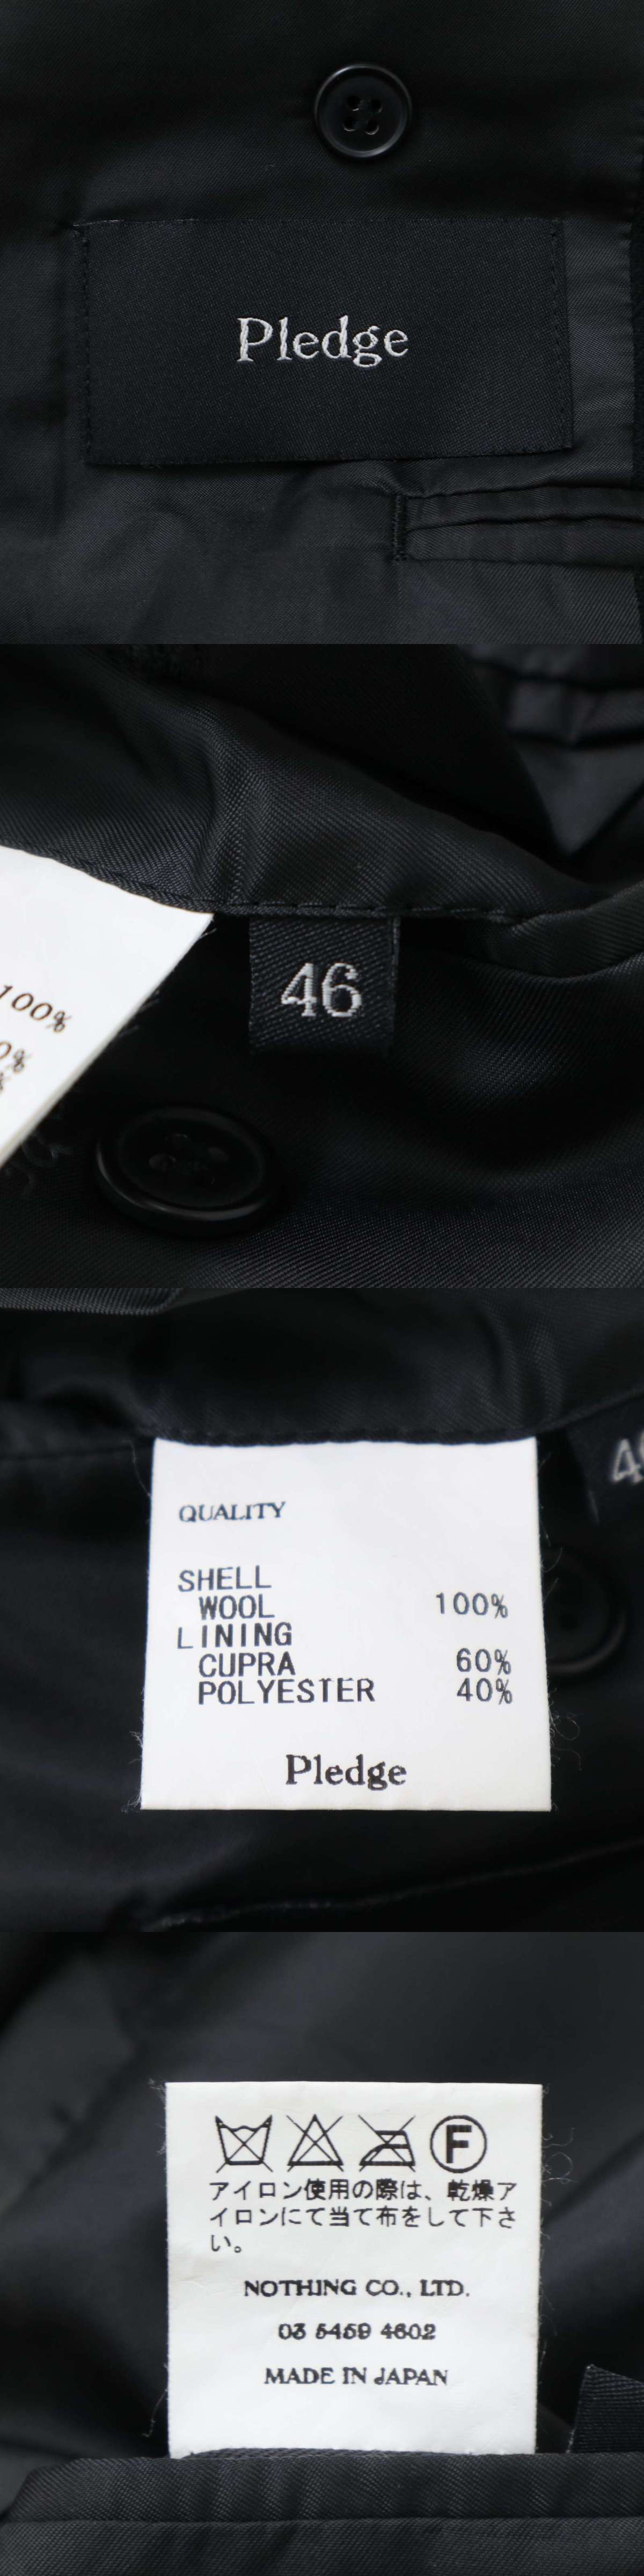 Pledge
100%
0%
%
46
QUALITY
SHELL
WOOL 100%
LINING
CUPRA 60%
POLYESTER 40%
Pledge
F
アイロン使用の際は、乾燥ア
イロンにて当て布をして下さ
い。
NOTHING CO., LTD.
03 5459 4602
MADE IN JAPAN